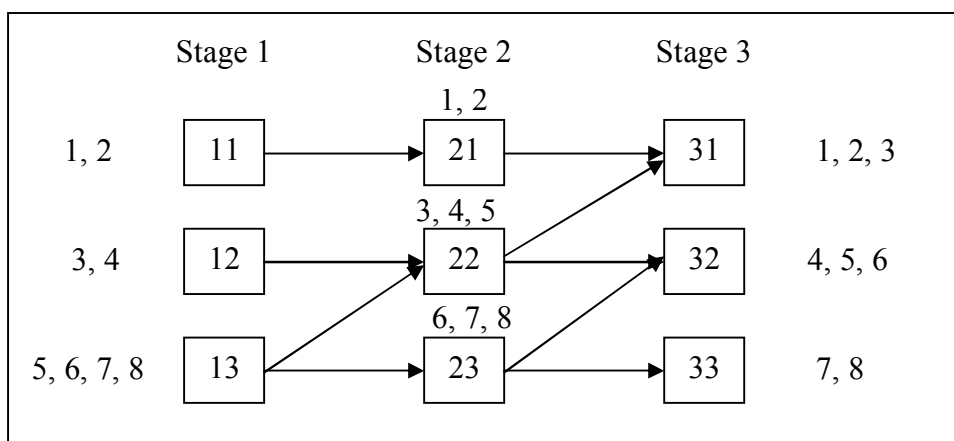 Stage 1 Stage 2 Stage 3
1, 2
1, 2 11 21 31 1, 2, 3
3, 4, 5
3, 4 12 22 32 4, 5, 6
6, 7, 8
5, 6, 7, 8 13 23 33 7, 8